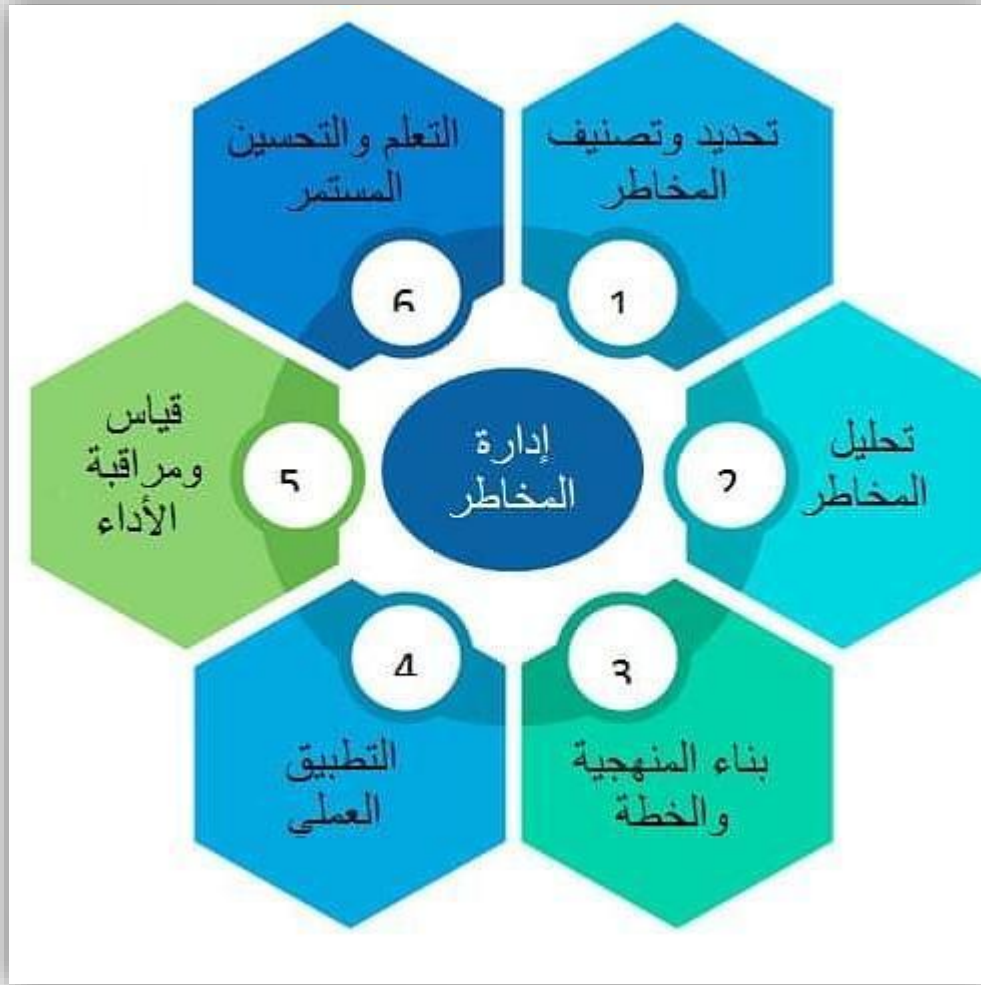 إدارة
المخاطر
1
تحديد وتصنيف
المخاطر
2
تحليل
المخاطر
3
بناء المنهجية
والخطة
4
التطبيق
العملي
5
قياس
ومراقبة
الأداء
6
التعلم والتحسين
المستمر